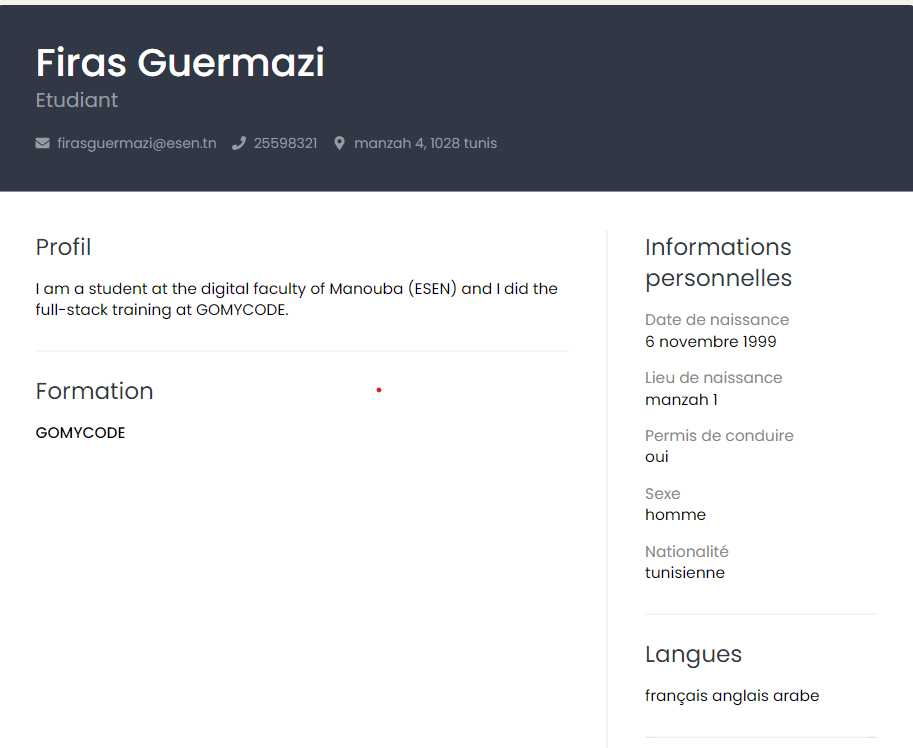 Firas Guermazi
Etudiant
firasguermazi@esen.tn 25598321 manzah 4, 1028 tunis
Profil
I am a student at the digital faculty of Manouba (ESEN) and I did the
full-stack training at GOMYCODE.
Formation
GOMYCODE
Informations
personnelles
Date de naissance
6 novembre 1999
Lieu de naissance
manzah 1
Permis de conduire
oui
Sexe
homme
Nationalité
tunisienne
Langues
français anglais arabe